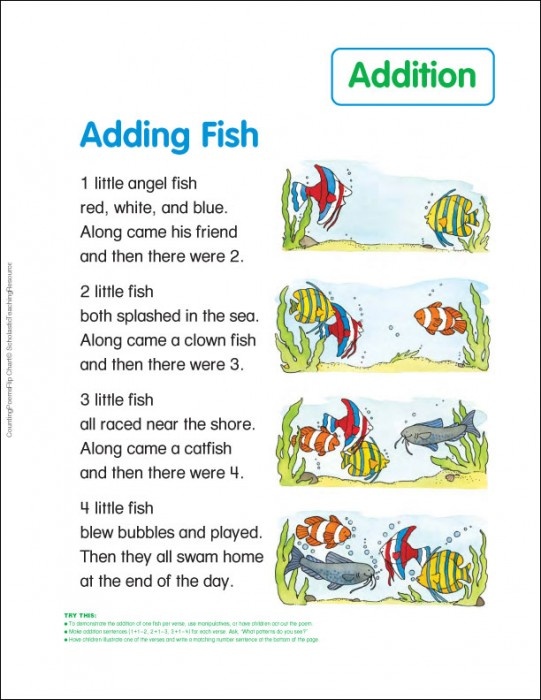 Addition
Adding Fish
1 little angel fish
red, white, and blue.
Along came his friend
and then there were 2.
2 little fish
both splashed in the sea.
Along came a clown fish
and then there were 3.
3 little fish
all raced near the shore.
Along came a catfish
and then there were 4.
4 little fish
blew bubbles and played.
Then they all swam home
at the end of the day.
TRY THIS:
● To demonstrate the addition of one fish per verse, use manipulatives, or have children act out the poem.
● Make addition sentences (1+1=2, 2+1=3, 3+1=4) for each verse. Ask, "What patterns do you see?"
● Have children illustrate one of the verses and write a matching number sentence at the bottom of the page.
CountingPoemsFlip Chart© ScholasticTeachingResource